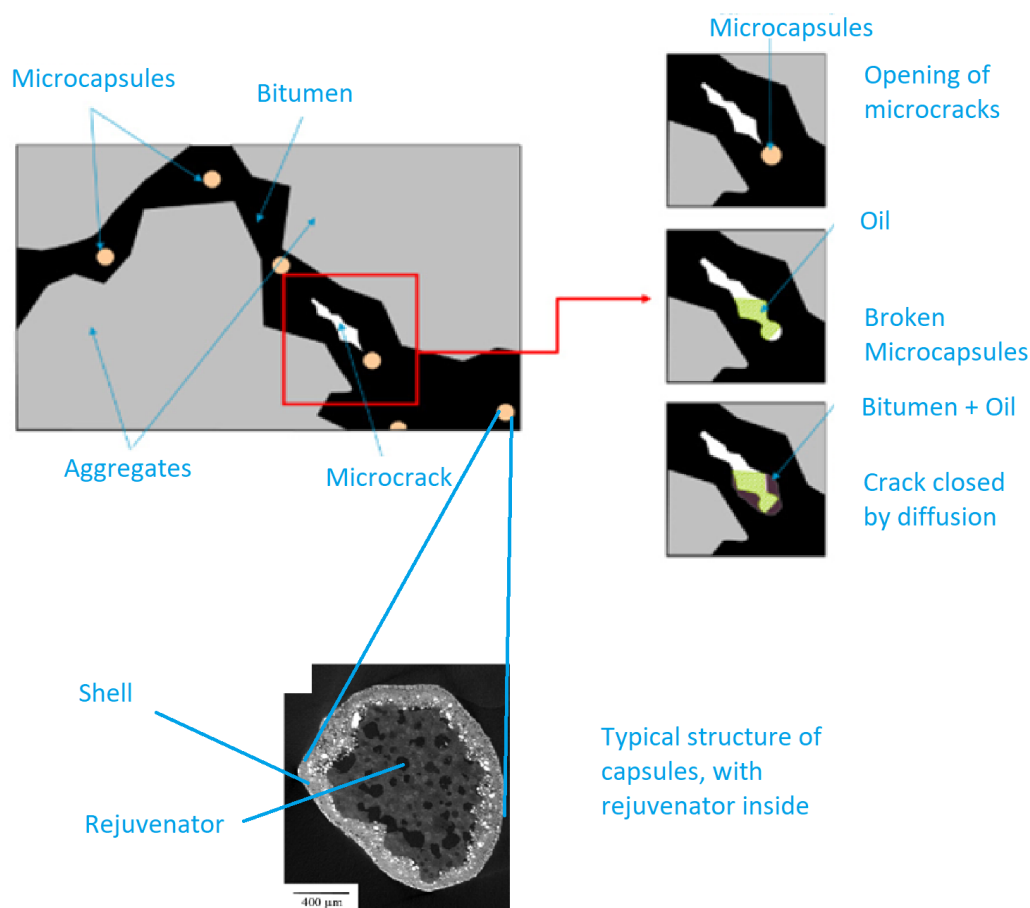 Microcapsules
Microcapsules
Bitumen
Opening of
microcracks
Oil
Broken
Microcapsules
Bitumen + Oil
Aggregates
Microcrack
Crack closed
by diffusion
Shell
Rejuvenator
Typical structure of
capsules, with
rejuvenator inside
400 µm